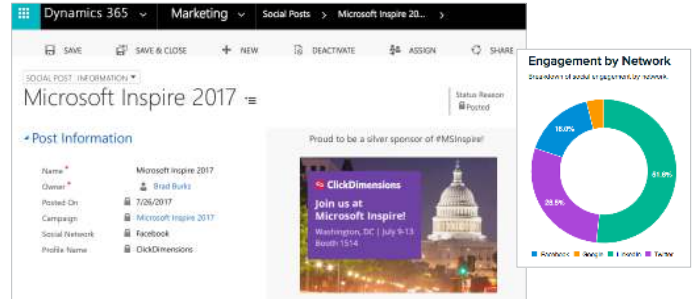 Dynamics 365
Marketing
Social Posts > Microsoft Inspire 20... >
SAVE
SAVE & CLOSE
+ NEW
DEACTIVATE
ASSIGN
SHARE
SOCIAL POST : INFORMATION
Microsoft Inspire 2017
Status Reason
Posted
Post Information
Name *
Microsoft Inspire 2017
Owner *
Brad Burks
Posted On
7/26/2017
Campaign
Microsoft Inspire 2017
Social Network
Facebook
Profile Name
ClickDimensions
Proud to be a silver sponsor of #MSInspire!
ClickDimensions
Join us at
Microsoft Inspire!
Washington, DC | July 9-13
Booth 1514
Engagement by Network
Breakdown of social engagement by network.
16.0%
51.6%
28.5%
Facebook
Google
LinkedIn
Twitter